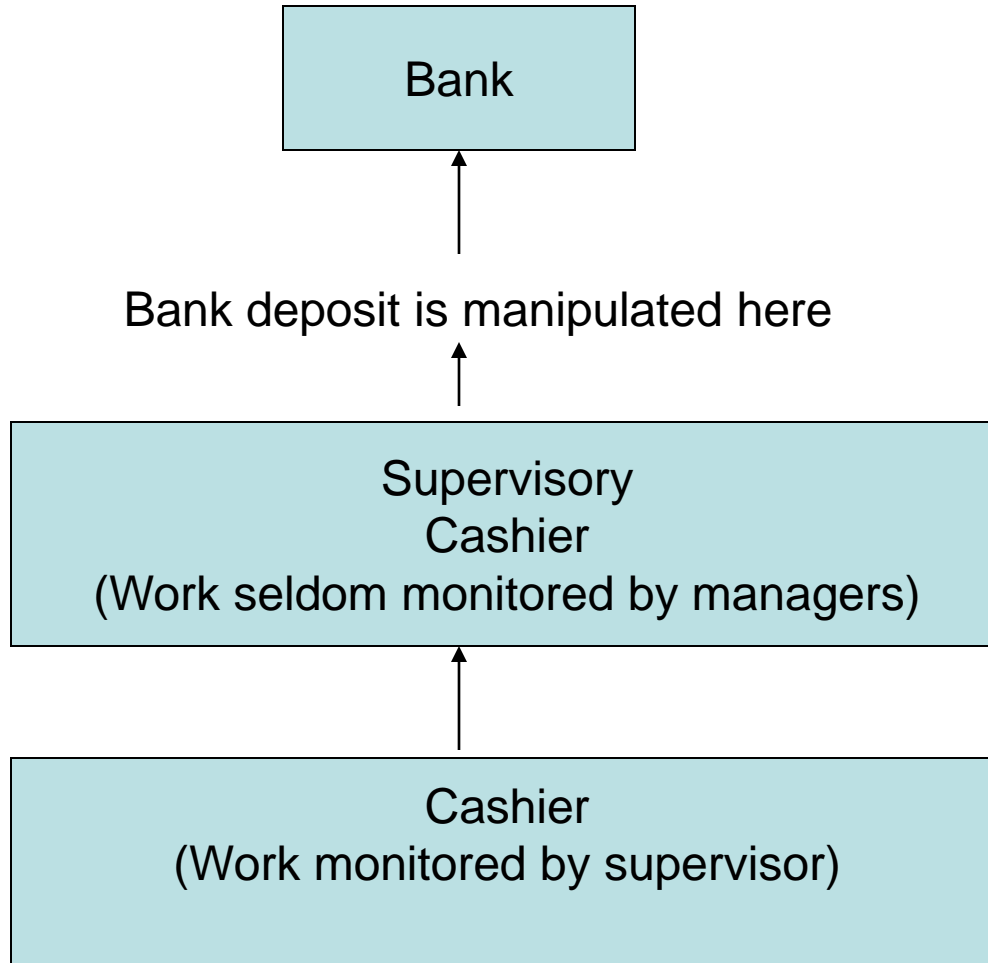 Bank
Bank deposit is manipulated here
Supervisory
Cashier
(Work seldom monitored by managers)
Cashier
(Work monitored by supervisor)